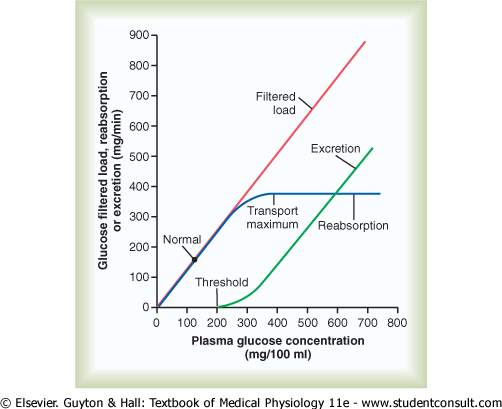 Glucose filtered load, reabsorption
or excretion (mg/min)
900
800
700
600
500
400
300
200
100
0
Filtered
load
Excretion
Transport
maximum
Reabsorption
Normal
Threshold
0 100 200 300 400 500 600 700 800
Plasma glucose concentration
(mg/100 ml)
© Elsevier. Guyton & Hall: Textbook of Medical Physiology 11e - www.studentconsult.com